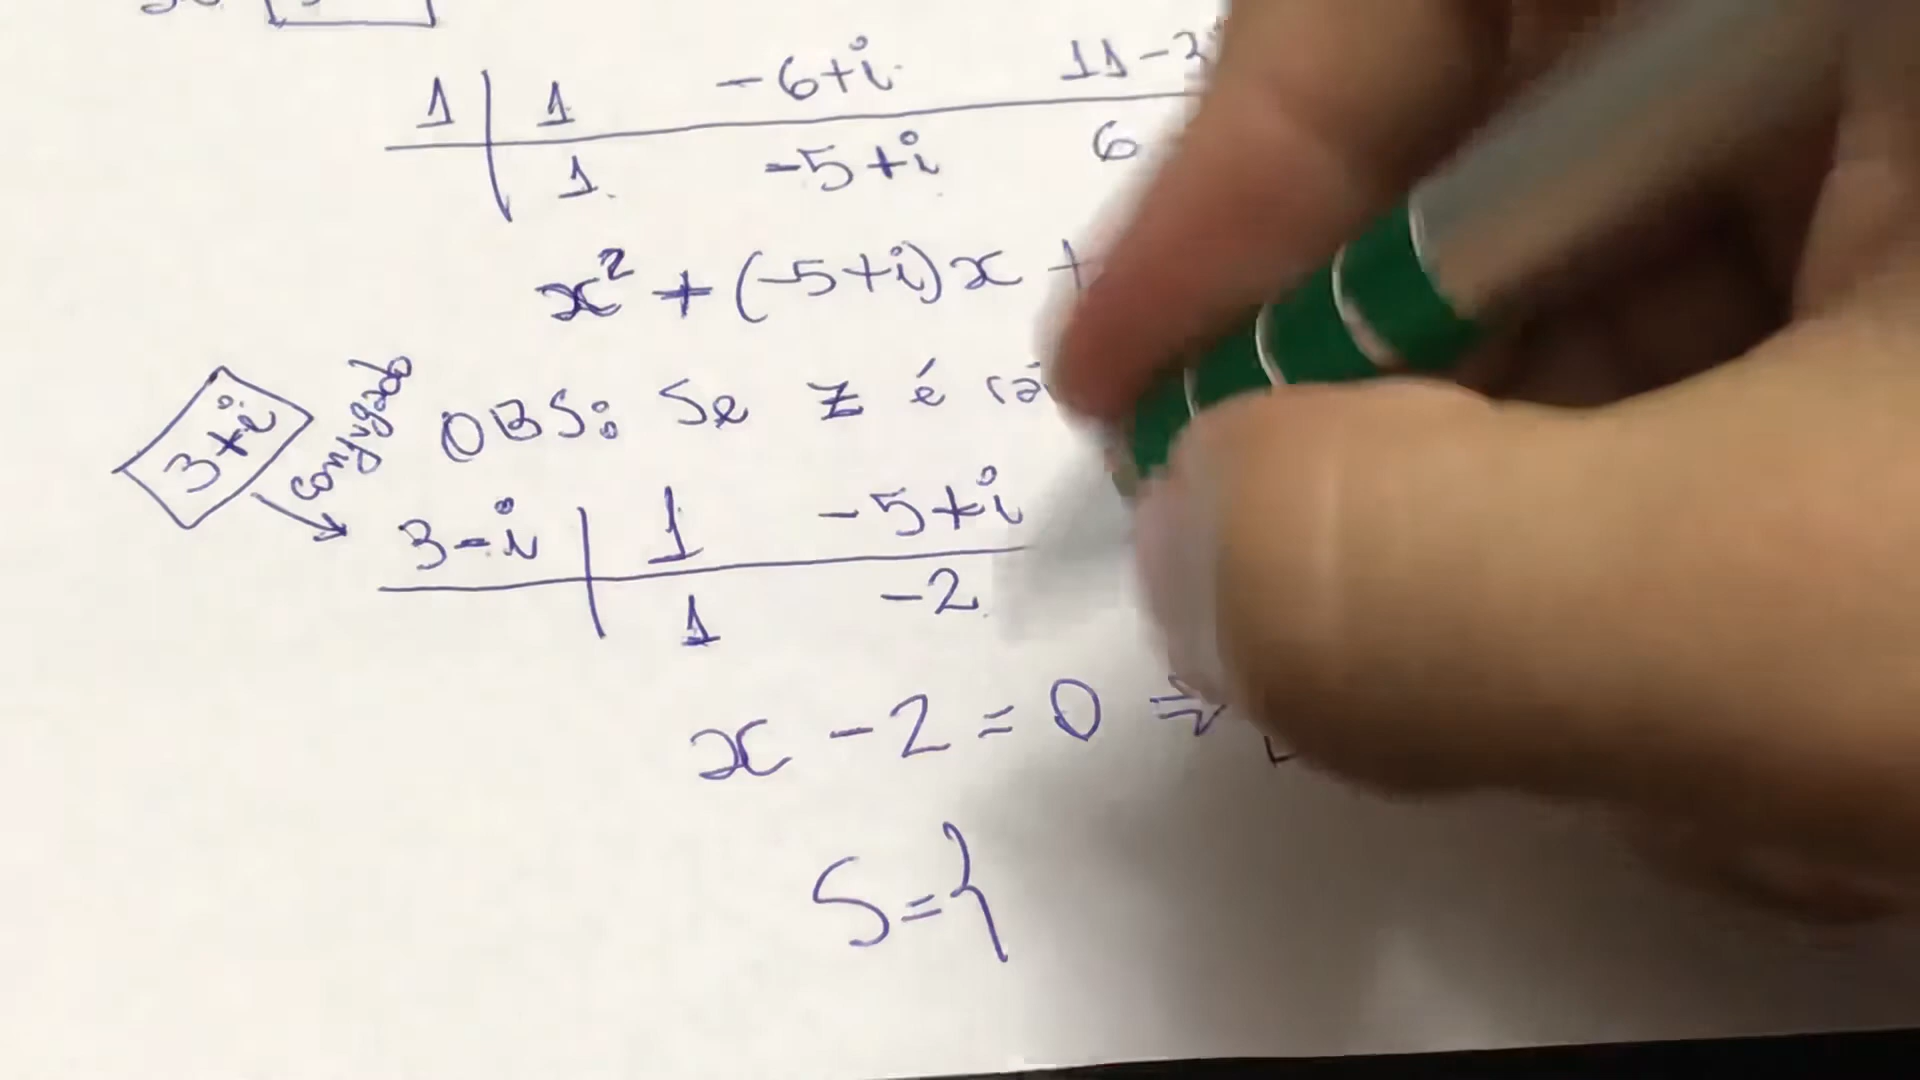 1 | 1 -6+i 11-3
1 -5+i 6
x² + (-5+i)x +
3+i conjugado
OBS: Se z é
3-i | 1 -5+i
1 -2
x - 2 = 0 ⇒
S={